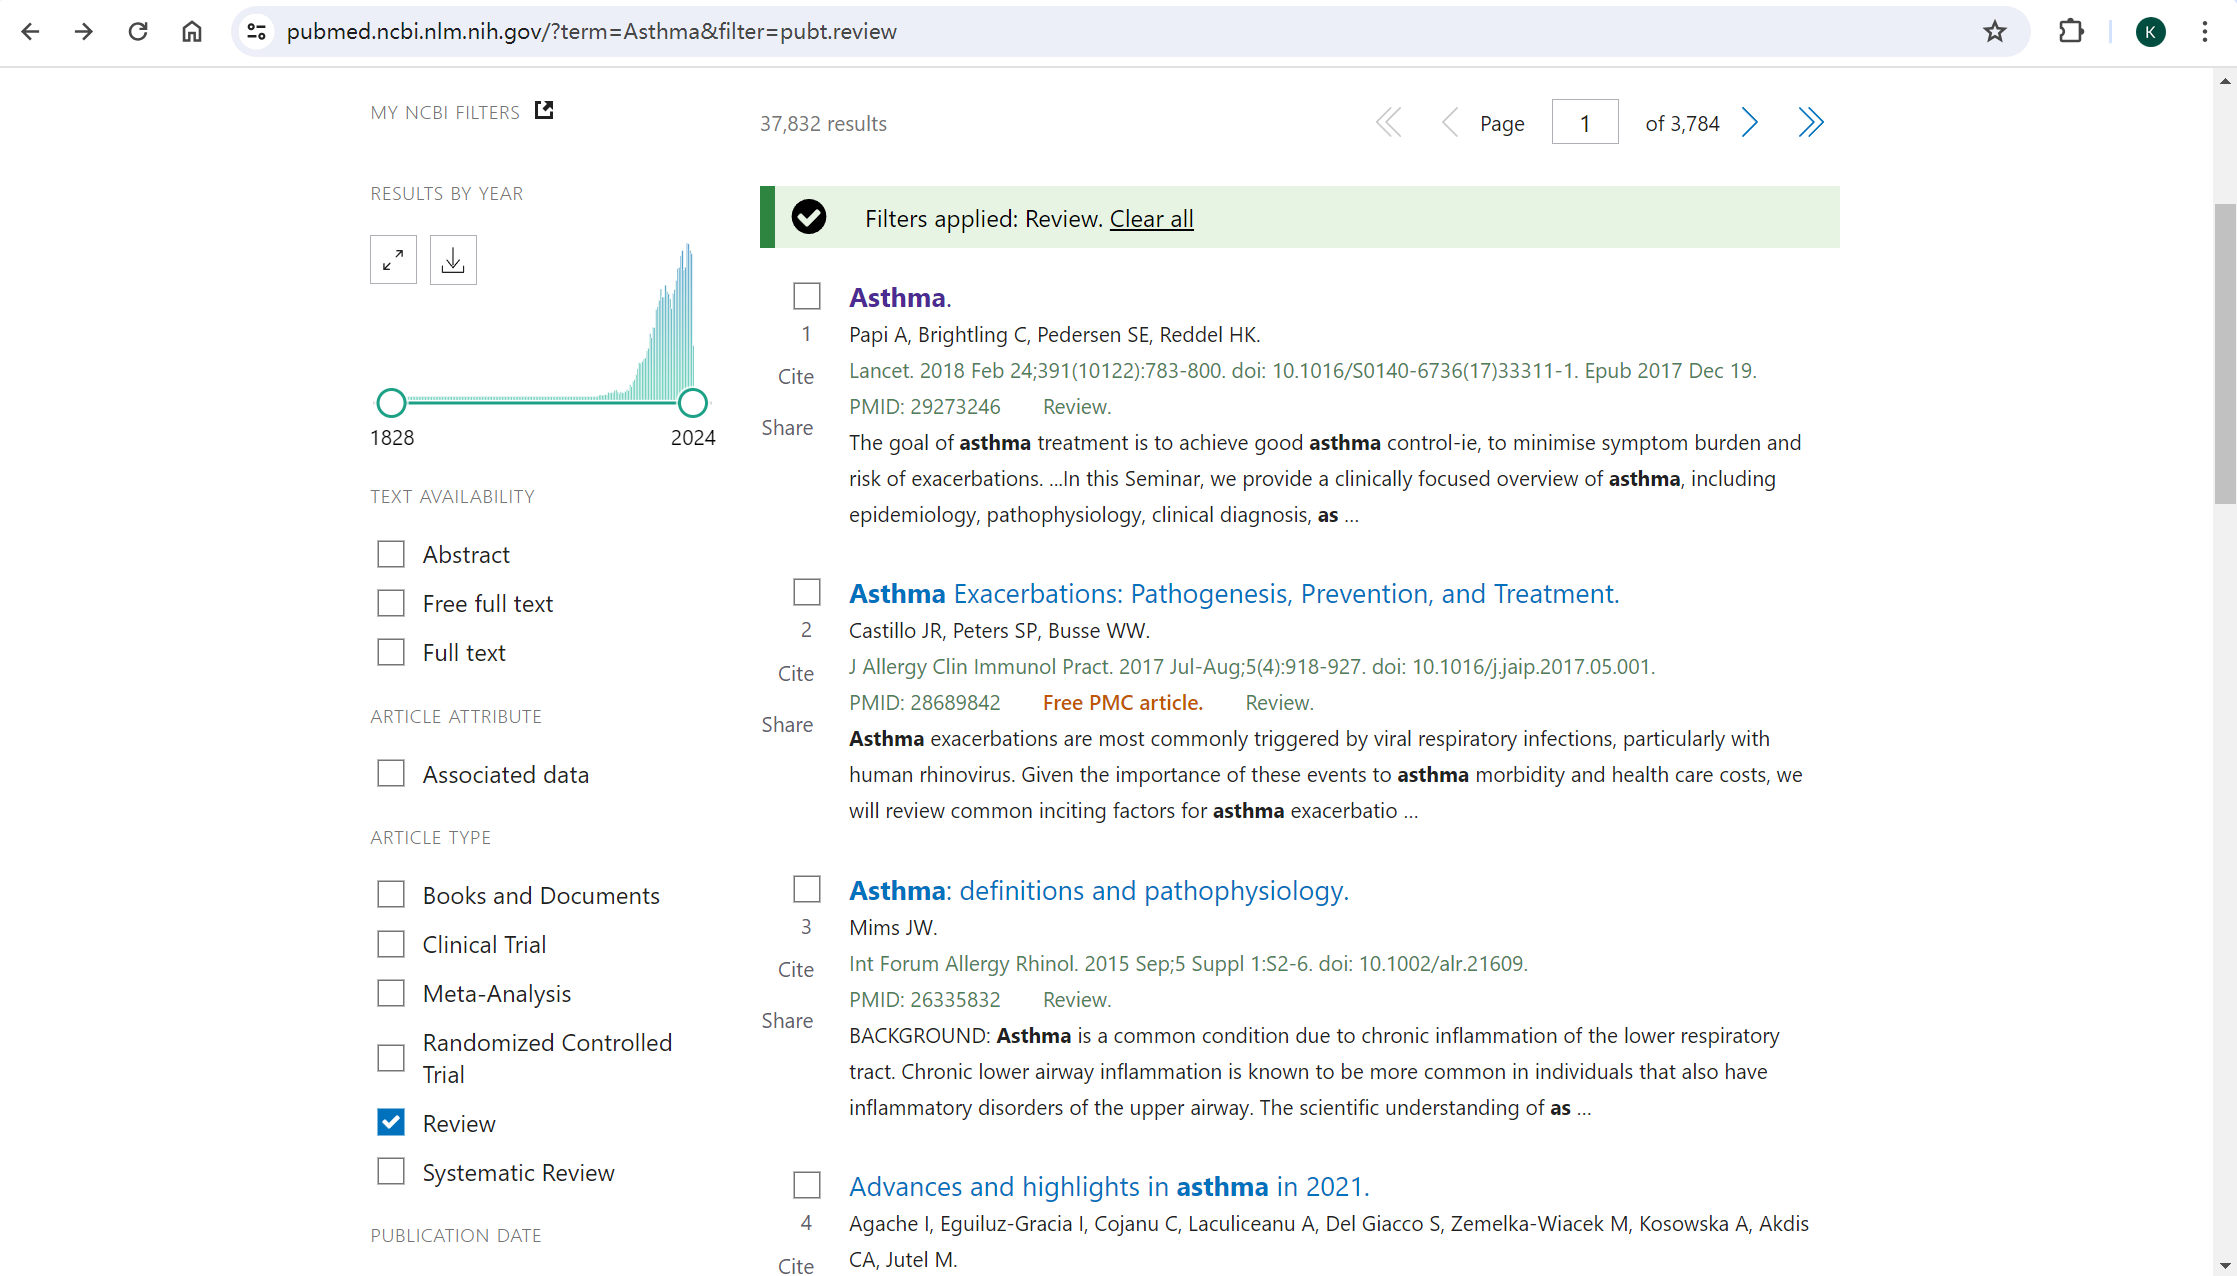 pubmed.ncbi.nlm.nih.gov/?term=Asthma&filter=pubt.review
K
MY NCBI FILTERS
RESULTS BY YEAR
1828
2024
TEXT AVAILABILITY
Abstract
Free full text
Full text
ARTICLE ATTRIBUTE
Associated data
ARTICLE TYPE
Books and Documents
Clinical Trial
Meta-Analysis
Randomized Controlled
Trial
Review
Systematic Review
PUBLICATION DATE
37,832 results
Page 1 of 3,784
Filters applied: Review. Clear all
Asthma.
1
Papi A, Brightling C, Pedersen SE, Reddel HK.
Cite
Lancet. 2018 Feb 24;391(10122):783-800. doi: 10.1016/S0140-6736(17)33311-1. Epub 2017 Dec 19.
PMID: 29273246 Review.
Share
The goal of asthma treatment is to achieve good asthma control-ie, to minimise symptom burden and
risk of exacerbations. ...In this Seminar, we provide a clinically focused overview of asthma, including
epidemiology, pathophysiology, clinical diagnosis, as ...
Asthma Exacerbations: Pathogenesis, Prevention, and Treatment.
2
Castillo JR, Peters SP, Busse WW.
Cite
J Allergy Clin Immunol Pract. 2017 Jul-Aug;5(4):918-927. doi: 10.1016/j.jaip.2017.05.001.
PMID: 28689842 Free PMC article. Review.
Share
Asthma exacerbations are most commonly triggered by viral respiratory infections, particularly with
human rhinovirus. Given the importance of these events to asthma morbidity and health care costs, we
will review common inciting factors for asthma exacerbatio ...
Asthma: definitions and pathophysiology.
3
Mims JW.
Cite
Int Forum Allergy Rhinol. 2015 Sep;5 Suppl 1:S2-6. doi: 10.1002/alr.21609.
PMID: 26335832 Review.
Share
BACKGROUND: Asthma is a common condition due to chronic inflammation of the lower respiratory
tract. Chronic lower airway inflammation is known to be more common in individuals that also have
inflammatory disorders of the upper airway. The scientific understanding of as ...
Advances and highlights in asthma in 2021.
4
Agache I, Eguiluz-Gracia I, Cojanu C, Laculiceanu A, Del Giacco S, Zemelka-Wiacek M, Kosowska A, Akdis
CA, Jutel M.
Cite